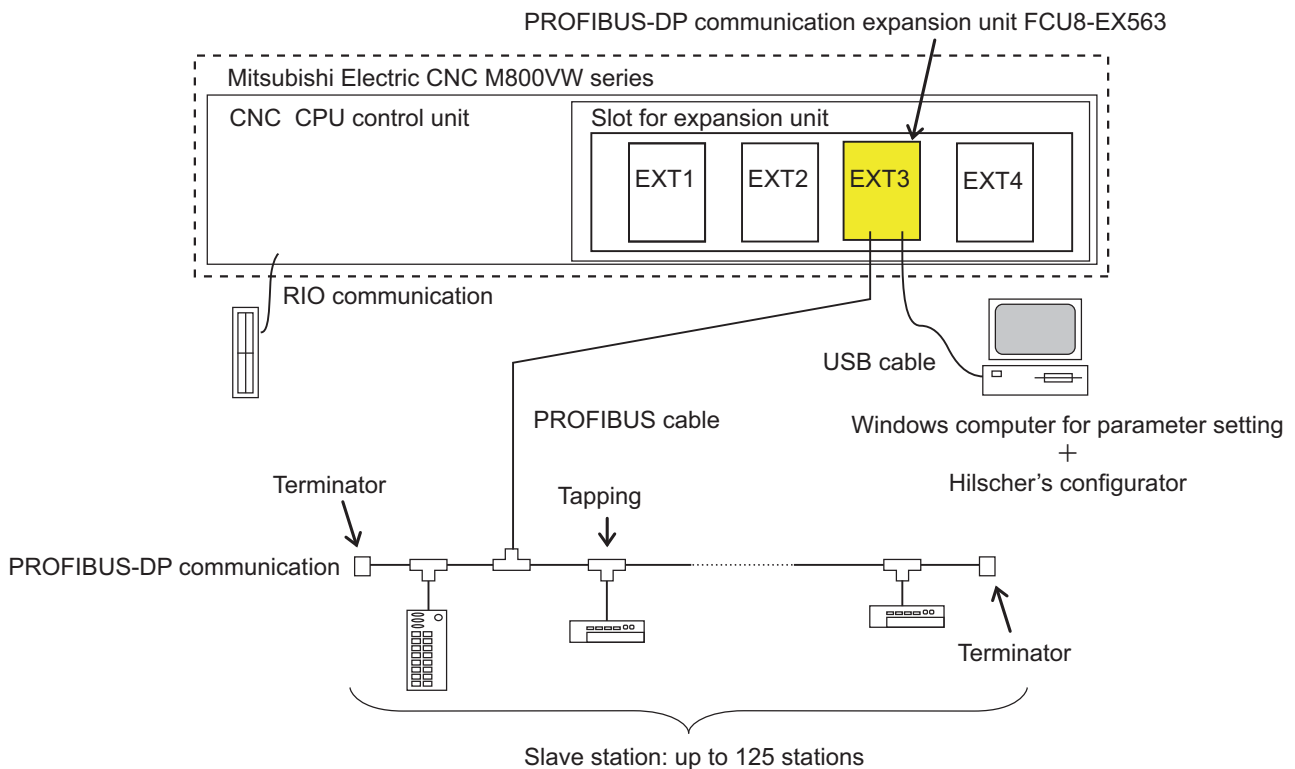 PROFIBUS-DP communication expansion unit FCU8-EX563
Mitsubishi Electric CNC M800VW series
CNC CPU control unit
Slot for expansion unit
EXT1
EXT2
EXT3
EXT4
RIO communication
USB cable
PROFIBUS cable
Windows computer for parameter setting
+
Hilscher's configurator
Terminator
Tapping
PROFIBUS-DP communication
Terminator
Slave station: up to 125 stations